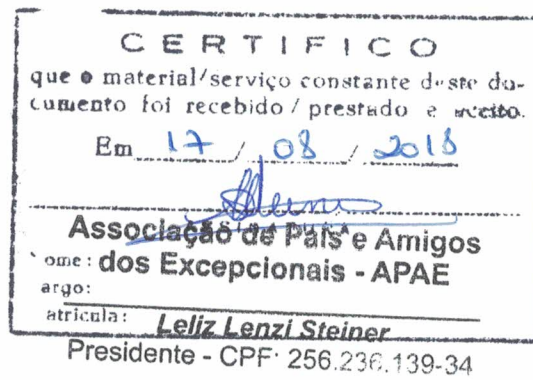 CERTIFICO
que o material/serviço constante deste do-
cumento foi recebido / prestado e aceito.
Em 17 / 08 / 2018
Associação de Pais e Amigos
ome: dos Excepcionais - APAE
argo:
atricula: Leliz Lenzi Steiner
Presidente - CPF: 256.236.139-34